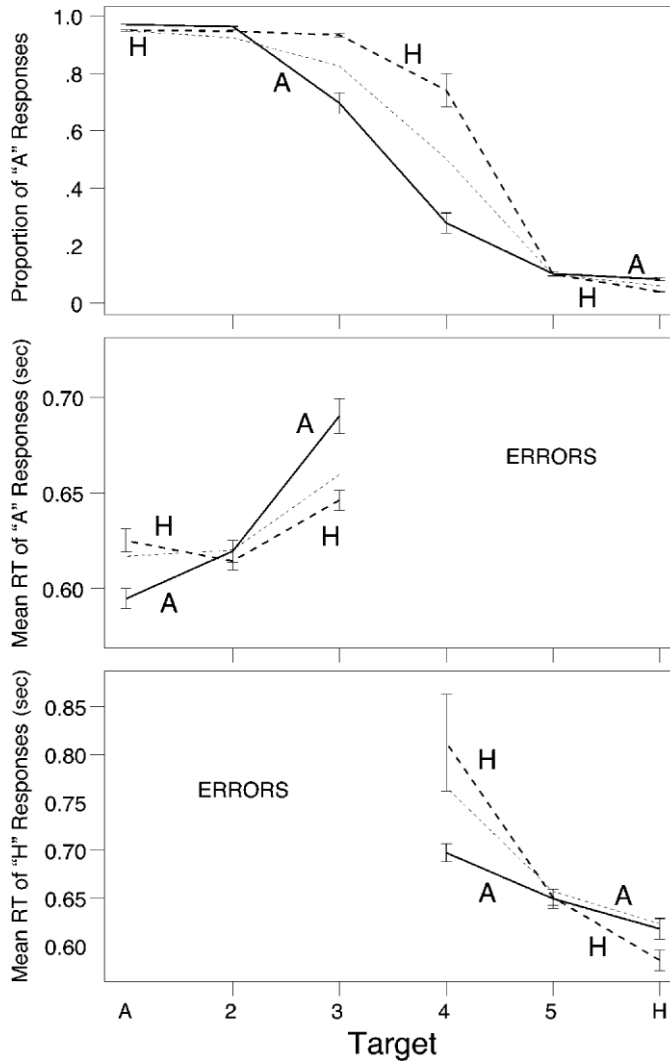 Proportion of "A" Responses
1.0
.8
.6
.4
.2
0
H
A
H
A
H
Mean RT of "A" Responses (sec)
0.70
0.65
0.60
A
H
H
A
ERRORS
Mean RT of "H" Responses (sec)
0.85
0.80
0.75
0.70
0.65
0.60
ERRORS
H
A
A
H
A 2 3 4 5 H
Target